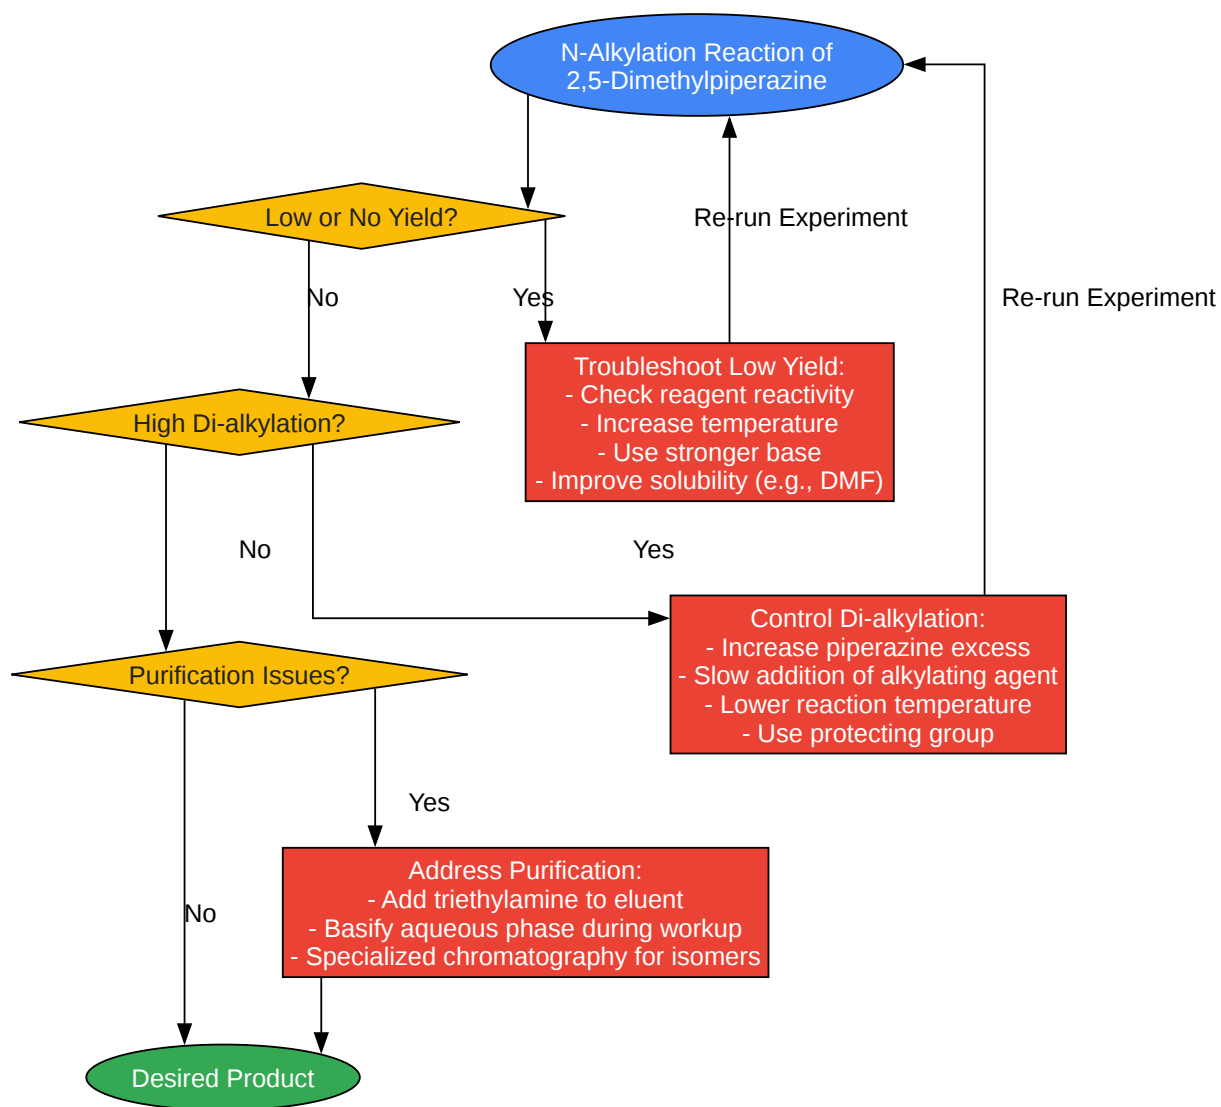 N-Alkylation Reaction of
2,5-Dimethylpiperazine
Low or No Yield?
Re-run Experiment
No
Yes
Re-run Experiment
Troubleshoot Low Yield:
- Check reagent reactivity
- Increase temperature
- Use stronger base
- Improve solubility (e.g., DMF)
High Di-alkylation?
No
Yes
Control Di-alkylation:
- Increase piperazine excess
- Slow addition of alkylating agent
- Lower reaction temperature
- Use protecting group
Purification Issues?
Yes
Address Purification:
- Add triethylamine to eluent
- Basify aqueous phase during workup
- Specialized chromatography for isomers
No
Desired Product